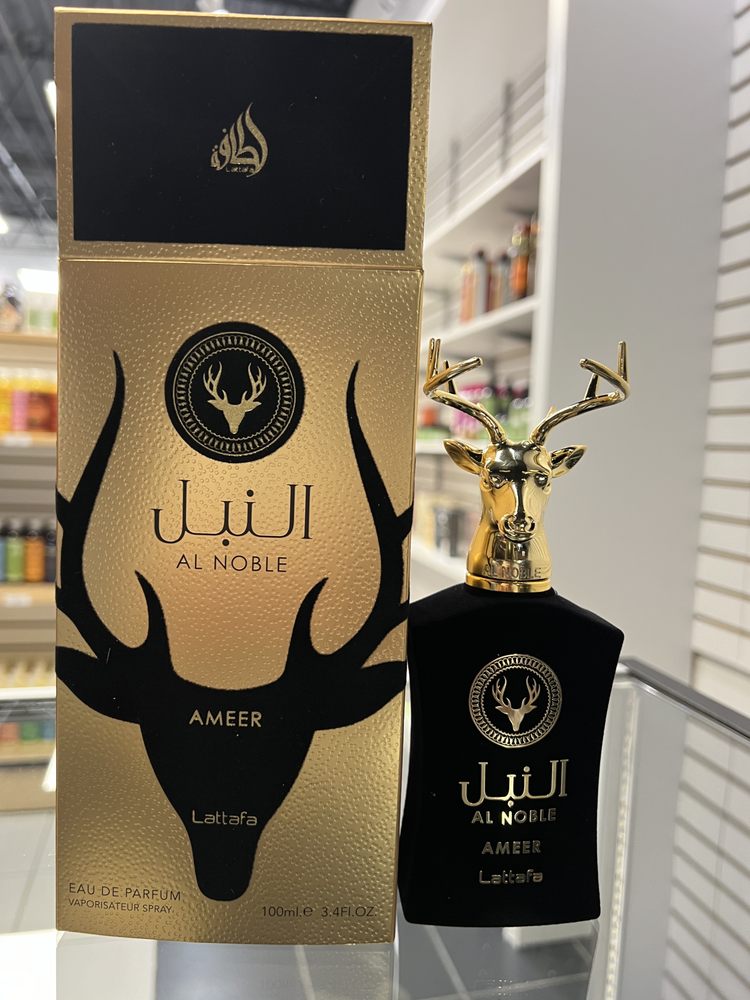 لطافة
Lattafa
النبل
AL NOBLE
AMEER
Lattafa
EAU DE PARFUM
VAPORISATEUR SPRAY
100ml.e 3.4FI.OZ.
AL NOBLE
النبل
AL NOBLE
AMEER
Lattafa